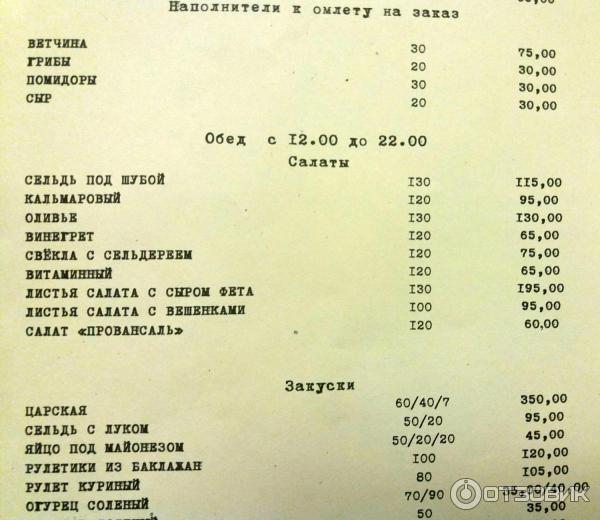 Наполнители к омлету на заказ
ВЕТЧИНА 30 75,00
ГРИБЫ 20 30,00
ПОМИДОРЫ 30 30,00
СЫР 20 30,00
Обед с I2.00 до 22.00
Салаты
СЕЛЬДЬ ПОД ШУБОЙ I30 II5,00
КАЛЬМАРОВЫЙ I20 95,00
ОЛИВЬЕ I30 I30,00
ВИНЕГРЕТ I20 65,00
СВЁКЛА С СЕЛЬДЕРЕЕМ I20 75,00
ВИТАМИННЫЙ I20 65,00
ЛИСТЬЯ САЛАТА С СЫРОМ ФЕТА I30 I95,00
ЛИСТЬЯ САЛАТА С ВЕШЕНКАМИ I00 95,00
САЛАТ «ПРОВАНСАЛЬ» I20 60,00
Закуски
ЦАРСКАЯ 60/40/7 350,00
СЕЛЬДЬ С ЛУКОМ 50/20 95,00
ЯЙЦО ПОД МАЙОНЕЗОМ 50/20/20 45,00
РУЛЕТИКИ ИЗ БАКЛАЖАН I00 I20,00
РУЛЕТ КУРИНЫЙ 80 I05,00
ОГУРЕЦ СОЛЕНЫЙ 70/90 35,00/40,00
50 35,00
ОТЗОВИК